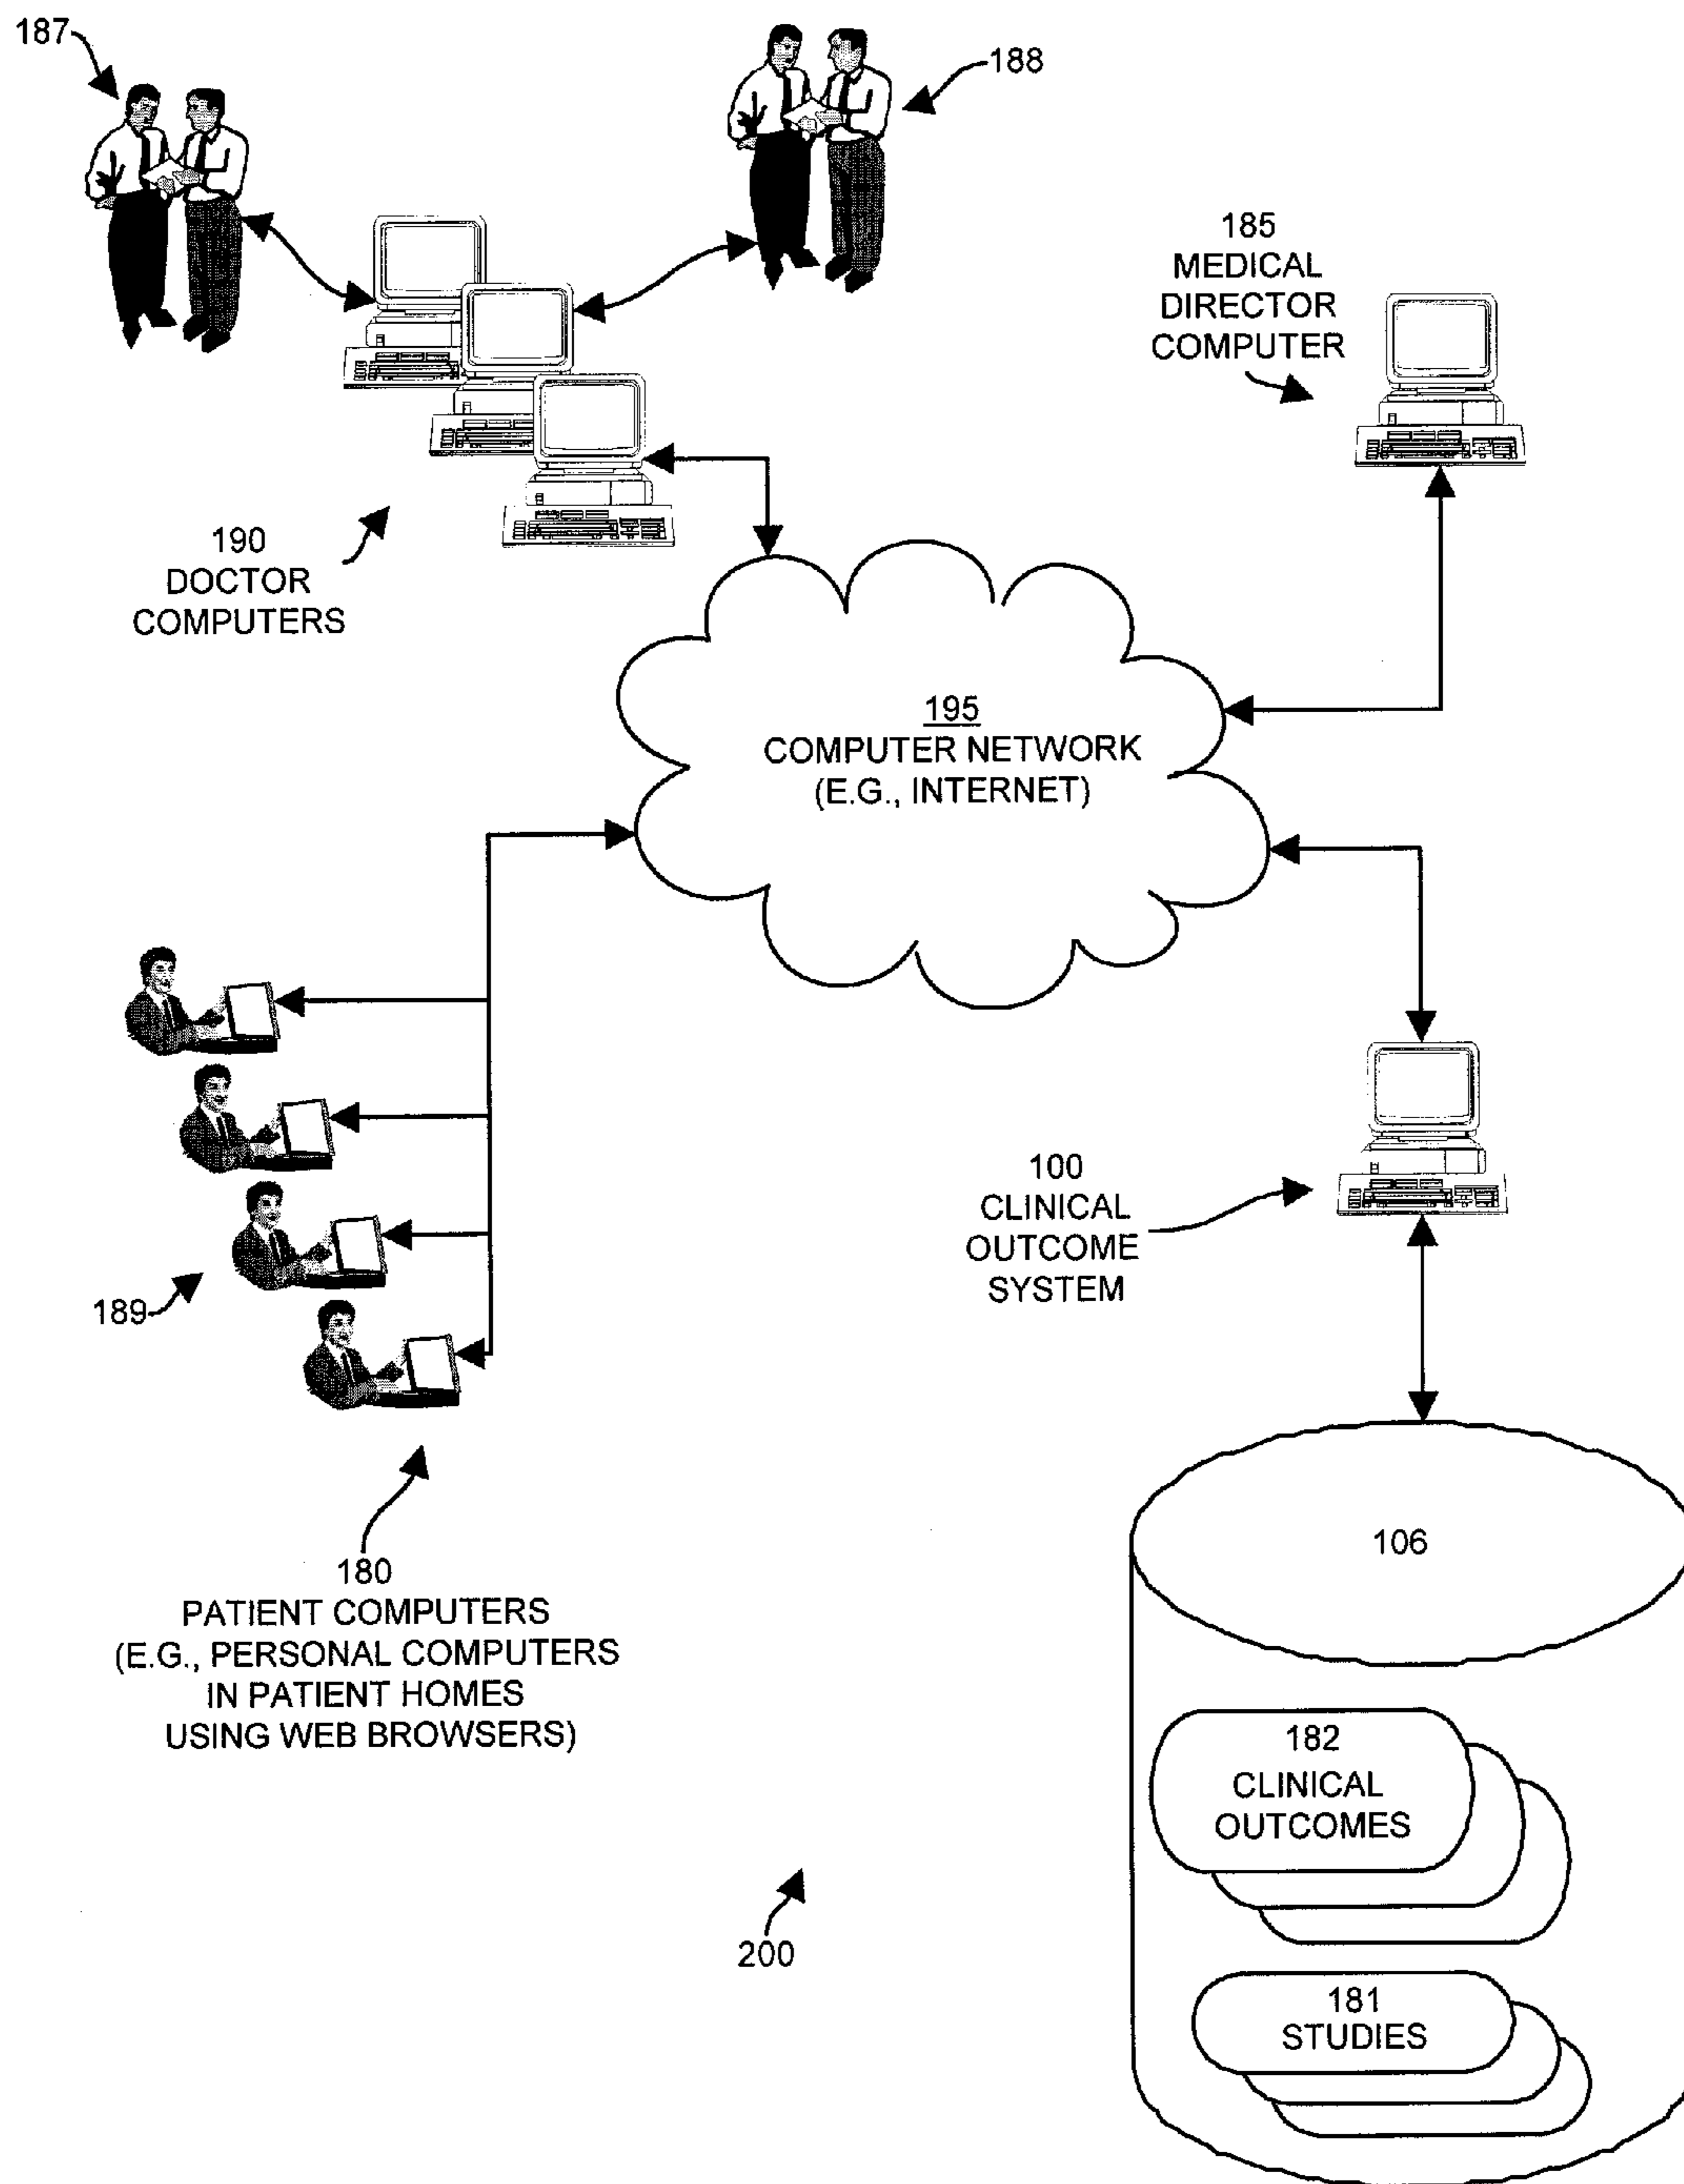 187
188
185
MEDICAL
DIRECTOR
COMPUTER
190
DOCTOR
COMPUTERS
195
COMPUTER NETWORK
(E.G., INTERNET)
189
100
CLINICAL
OUTCOME
SYSTEM
180
PATIENT COMPUTERS
(E.G., PERSONAL COMPUTERS
IN PATIENT HOMES
USING WEB BROWSERS)
106
182
CLINICAL
OUTCOMES
200
181
STUDIES